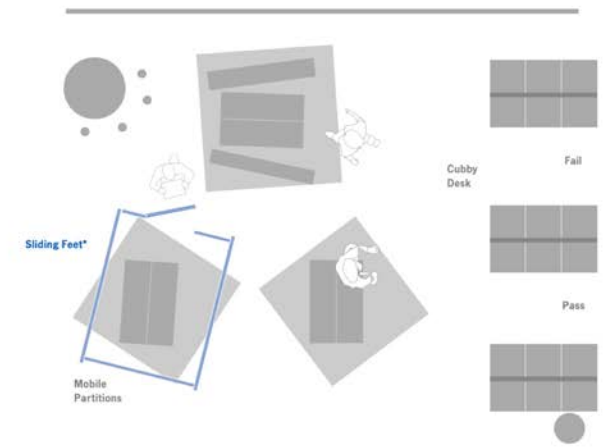 Cubby
Desk
Fail
Sliding Feet*
Pass
Mobile
Partitions